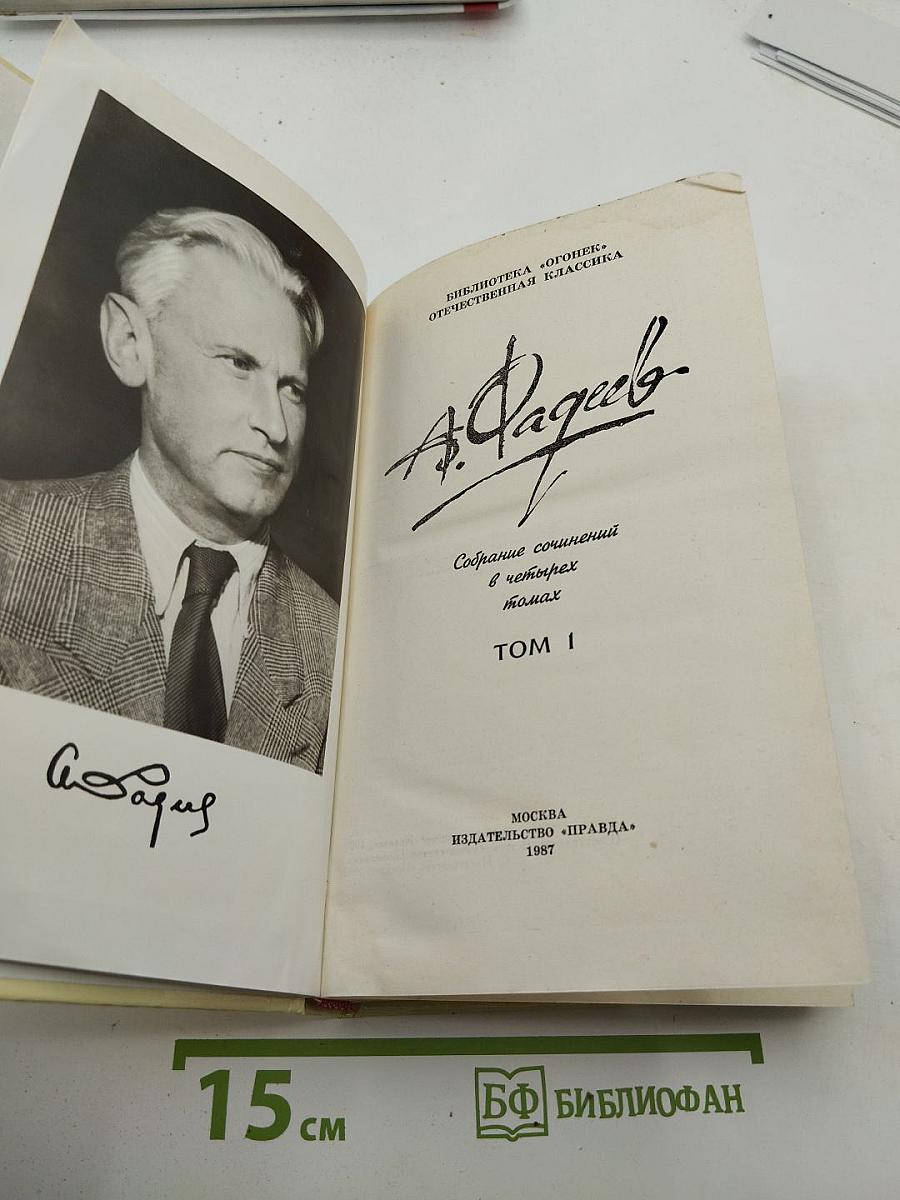 БИБЛИОТЕКА «ОГОНЕК»
ОТЕЧЕСТВЕННАЯ КЛАССИКА
А. Фадеев
Собрание сочинений
в четырех
томах
ТОМ 1
МОСКВА
ИЗДАТЕЛЬСТВО «ПРАВДА»
1987
15 см
БФ БИБЛИОФАН